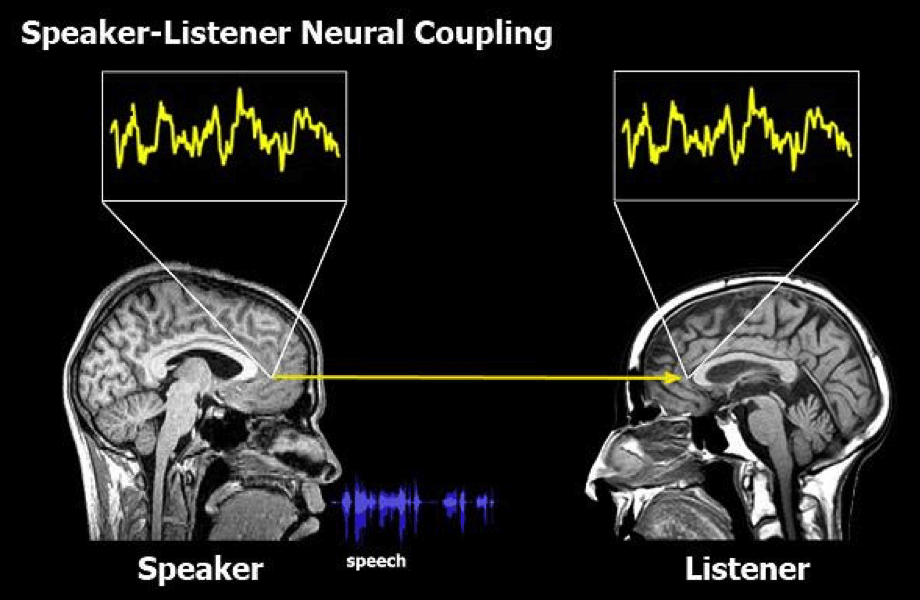 Speaker-Listener Neural Coupling
speech
Speaker
Listener